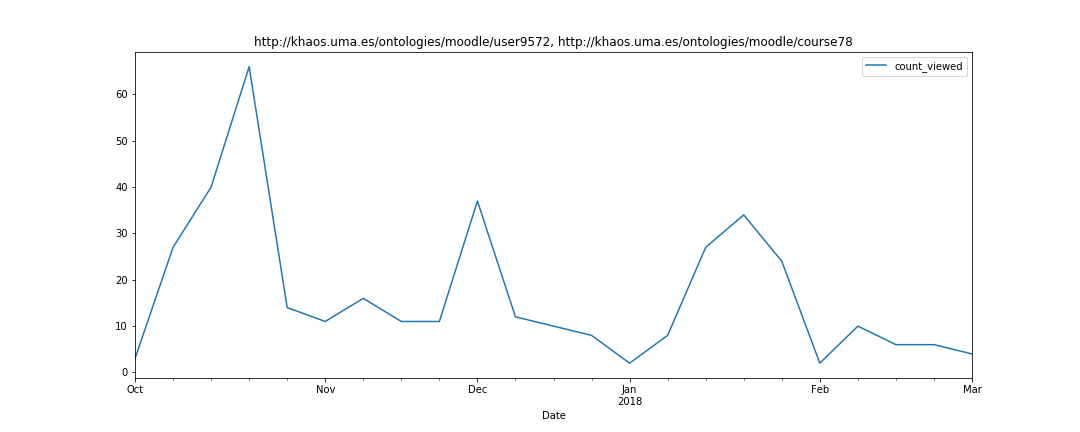 http://khaos.uma.es/ontologies/moodle/user9572, http://khaos.uma.es/ontologies/moodle/course78
count_viewed
60
50
40
30
20
10
0
Oct Nov Dec Jan Feb Mar
2018
Date